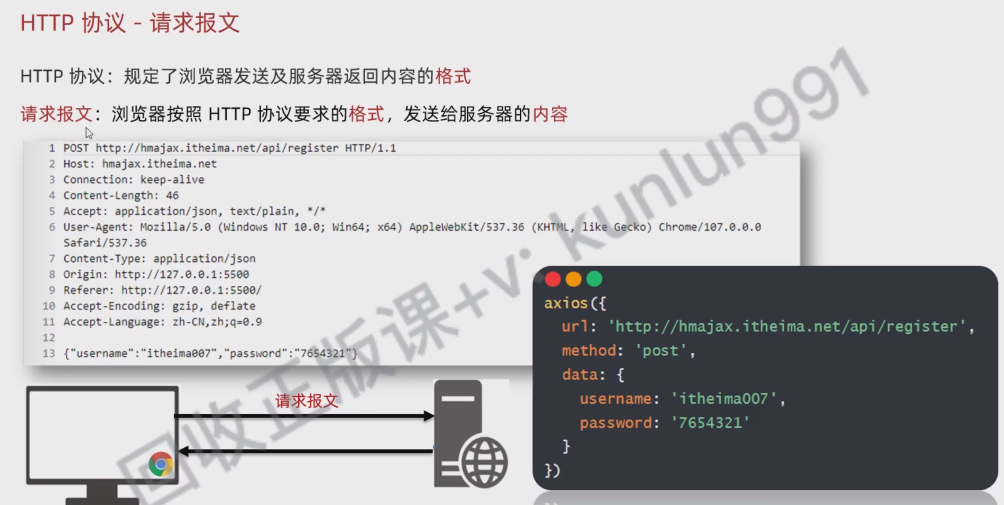 HTTP 协议 - 请求报文
HTTP 协议：规定了浏览器发送及服务器返回内容的格式
请求报文：浏览器按照 HTTP 协议要求的格式，发送给服务器的内容
1 POST http://hmajax.itheima.net/api/register HTTP/1.1
2 Host: hmajax.itheima.net
3 Connection: keep-alive
4 Content-Length: 46
5 Accept: application/json, text/plain, */*
6 User-Agent: Mozilla/5.0 (Windows NT 10.0; Win64; x64) AppleWebKit/537.36 (KHTML, like Gecko) Chrome/107.0.0.0
Safari/537.36
7 Content-Type: application/json
8 Origin: http://127.0.0.1:5500
9 Referer: http://127.0.0.1:5500/
10 Accept-Encoding: gzip, deflate
11 Accept-Language: zh-CN,zh;q=0.9
12
13 {"username":"itheima007","password":"7654321"}
请求报文
axios({
url: 'http://hmajax.itheima.net/api/register',
method: 'post',
data: {
username: 'itheima007',
password: '7654321'
}
})
回收正版课+v: kunlun991